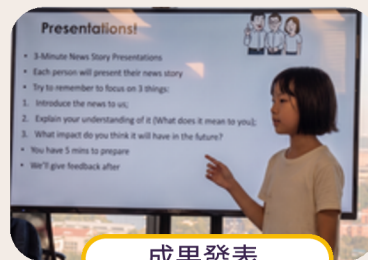 Presentations!
• 3-Minute News Story Presentations
• Each person will present their news story
• Try to remember to focus on 3 things:
1. Introduce the news to us;
2. Explain your understanding of it (What does it mean to you);
3. What impact do you think it will have in the future?
• You have 5 mins to prepare
• We'll give feedback after
成果發表